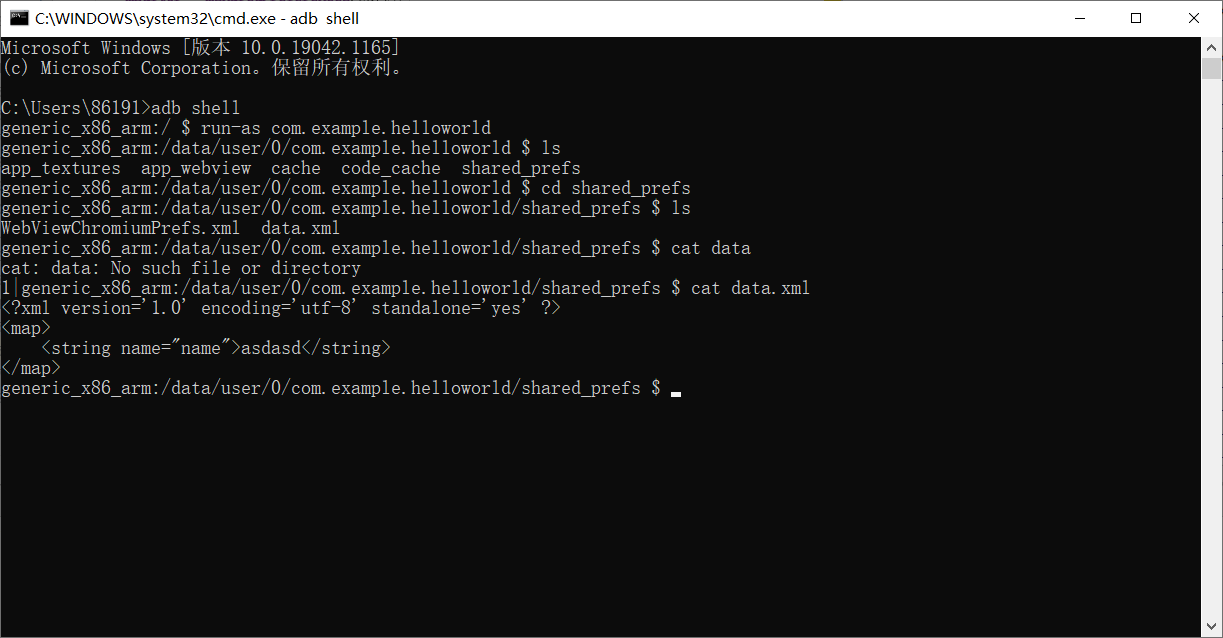 C:\WINDOWS\system32\cmd.exe - adb shell
Microsoft Windows [版本 10.0.19042.1165]
(c) Microsoft Corporation。保留所有权利。
C:\Users\86191>adb shell
generic_x86_arm:/ $ run-as com.example.helloworld
generic_x86_arm:/data/user/0/com.example.helloworld $ ls
app_textures  app_webview  cache  code_cache  shared_prefs
generic_x86_arm:/data/user/0/com.example.helloworld $ cd shared_prefs
generic_x86_arm:/data/user/0/com.example.helloworld/shared_prefs $ ls
WebViewChromiumPrefs.xml  data.xml
generic_x86_arm:/data/user/0/com.example.helloworld/shared_prefs $ cat data
cat: data: No such file or directory
1|generic_x86_arm:/data/user/0/com.example.helloworld/shared_prefs $ cat data.xml
<?xml version='1.0' encoding='utf-8' standalone='yes' ?>
<map>
    <string name="name">asdasd</string>
</map>
generic_x86_arm:/data/user/0/com.example.helloworld/shared_prefs $